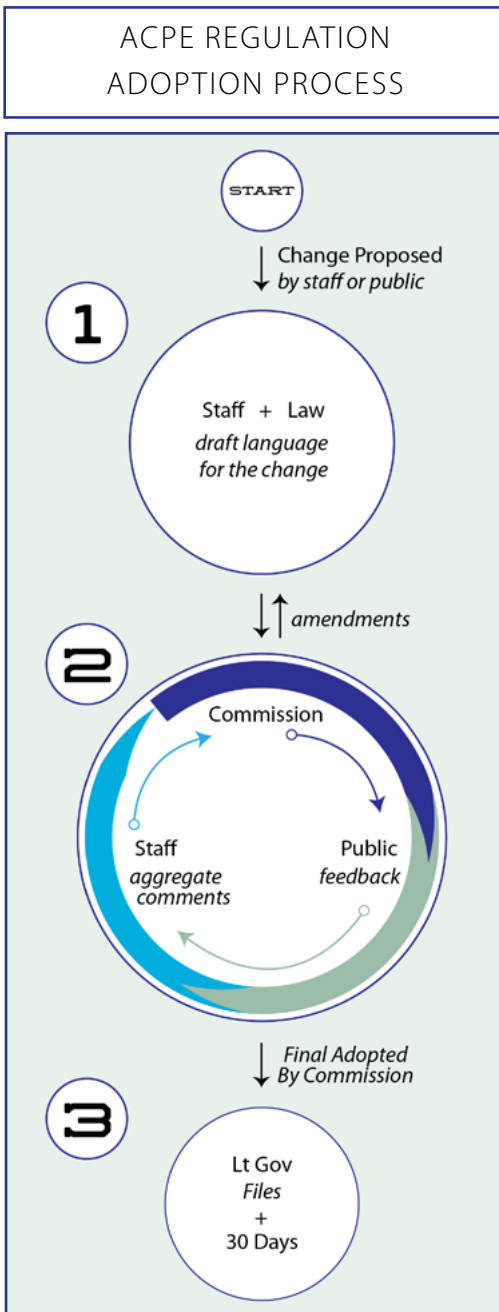 ACPE REGULATION
ADOPTION PROCESS
START
Change Proposed
by staff or public
1
Staff + Law
draft language
for the change
amendments
2
Commission
Public
feedback
Staff
aggregate
comments
Final Adopted
By Commission
3
Lt Gov
Files
+
30 Days